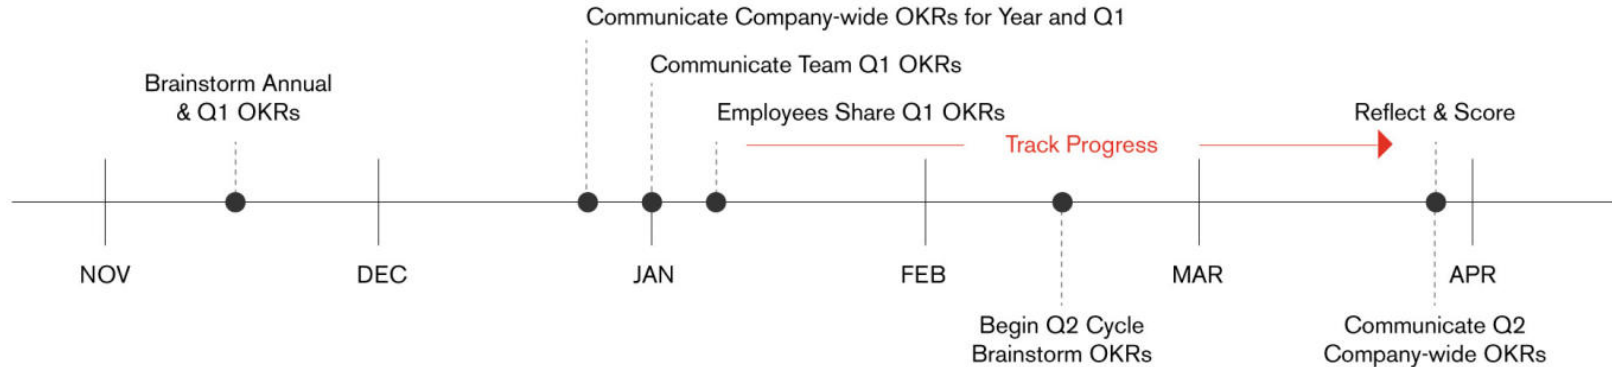 Communicate Company-wide OKRs for Year and Q1
Communicate Team Q1 OKRs
Brainstorm Annual
& Q1 OKRs
Employees Share Q1 OKRs
Reflect & Score
Track Progress
NOV
DEC
JAN
FEB
MAR
APR
Begin Q2 Cycle
Brainstorm OKRs
Communicate Q2
Company-wide OKRs